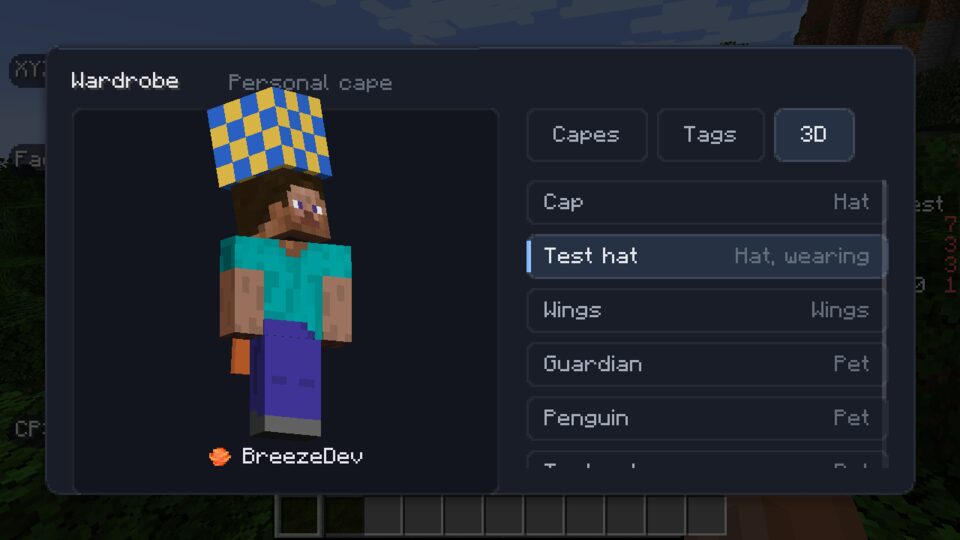 Wardrobe
Personal cape
Capes
Tags
3D
Cap
Hat
Test hat
Hat, wearing
Wings
Wings
Guardian
Pet
Penguin
Pet
BreezeDev